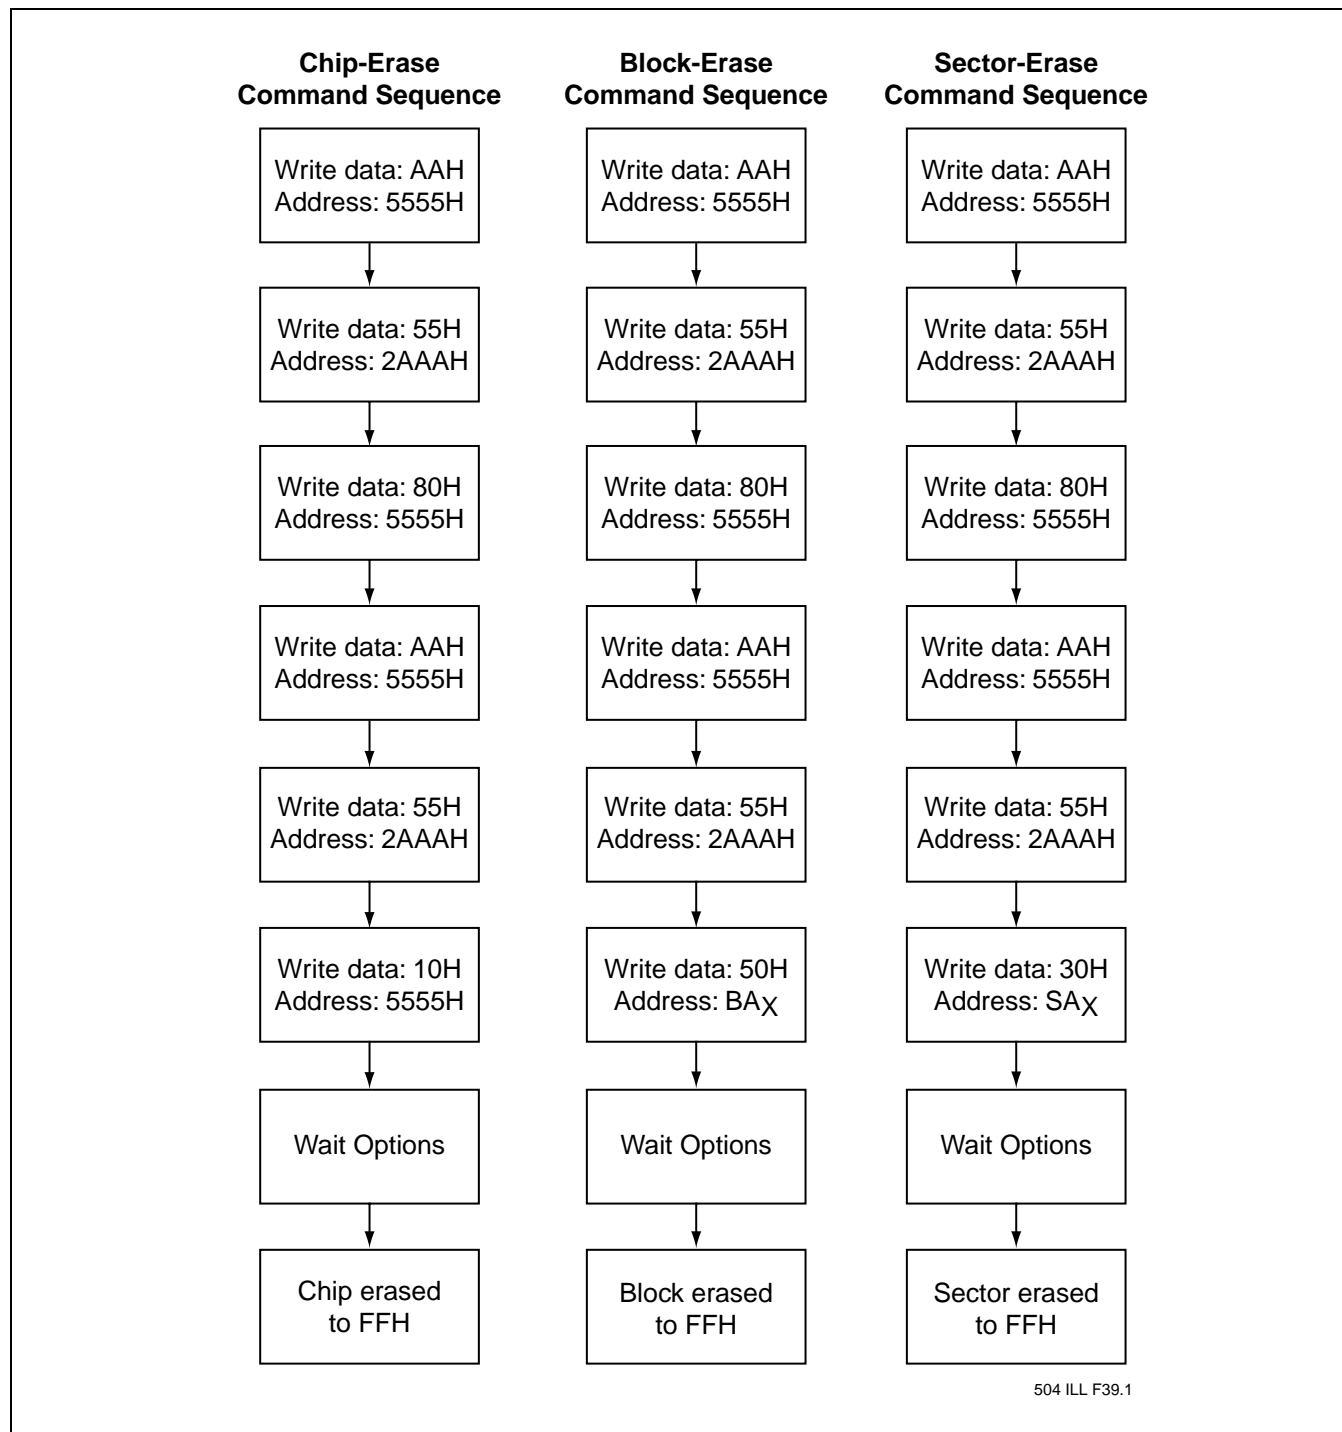 Chip-Erase
Command Sequence
Write data: AAH
Address: 5555H
Write data: 55H
Address: 2AAAH
Write data: 80H
Address: 5555H
Write data: AAH
Address: 5555H
Write data: 55H
Address: 2AAAH
Write data: 10H
Address: 5555H
Wait Options
Chip erased
to FFH
Block-Erase
Command Sequence
Write data: AAH
Address: 5555H
Write data: 55H
Address: 2AAAH
Write data: 80H
Address: 5555H
Write data: AAH
Address: 5555H
Write data: 55H
Address: 2AAAH
Write data: 50H
Address: BAX
Wait Options
Block erased
to FFH
Sector-Erase
Command Sequence
Write data: AAH
Address: 5555H
Write data: 55H
Address: 2AAAH
Write data: 80H
Address: 5555H
Write data: AAH
Address: 5555H
Write data: 55H
Address: 2AAAH
Write data: 30H
Address: SAX
Wait Options
Sector erased
to FFH
504 ILL F39.1